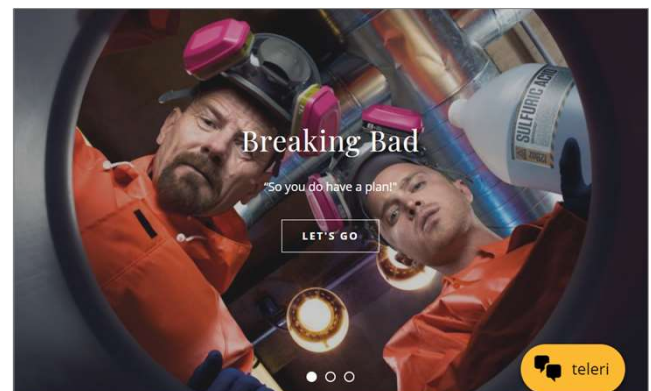 SULFURIC ACID
Breaking Bad
“So you do have a plan!”
LET'S GO
teleri